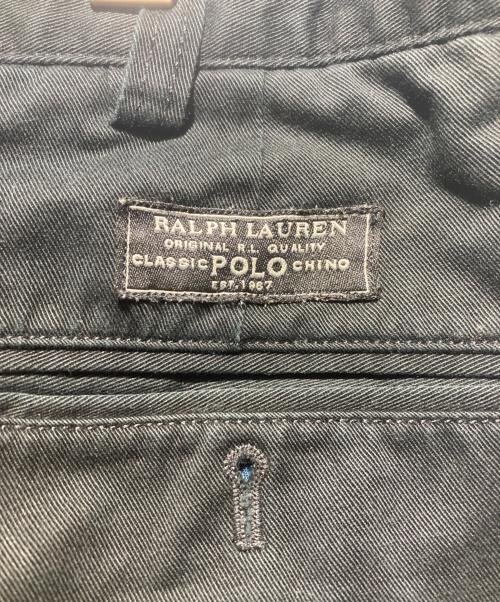 RALPH LAUREN
ORIGINAL R.L. QUALITY
CLASSIC POLO CHINO
EST. 1967